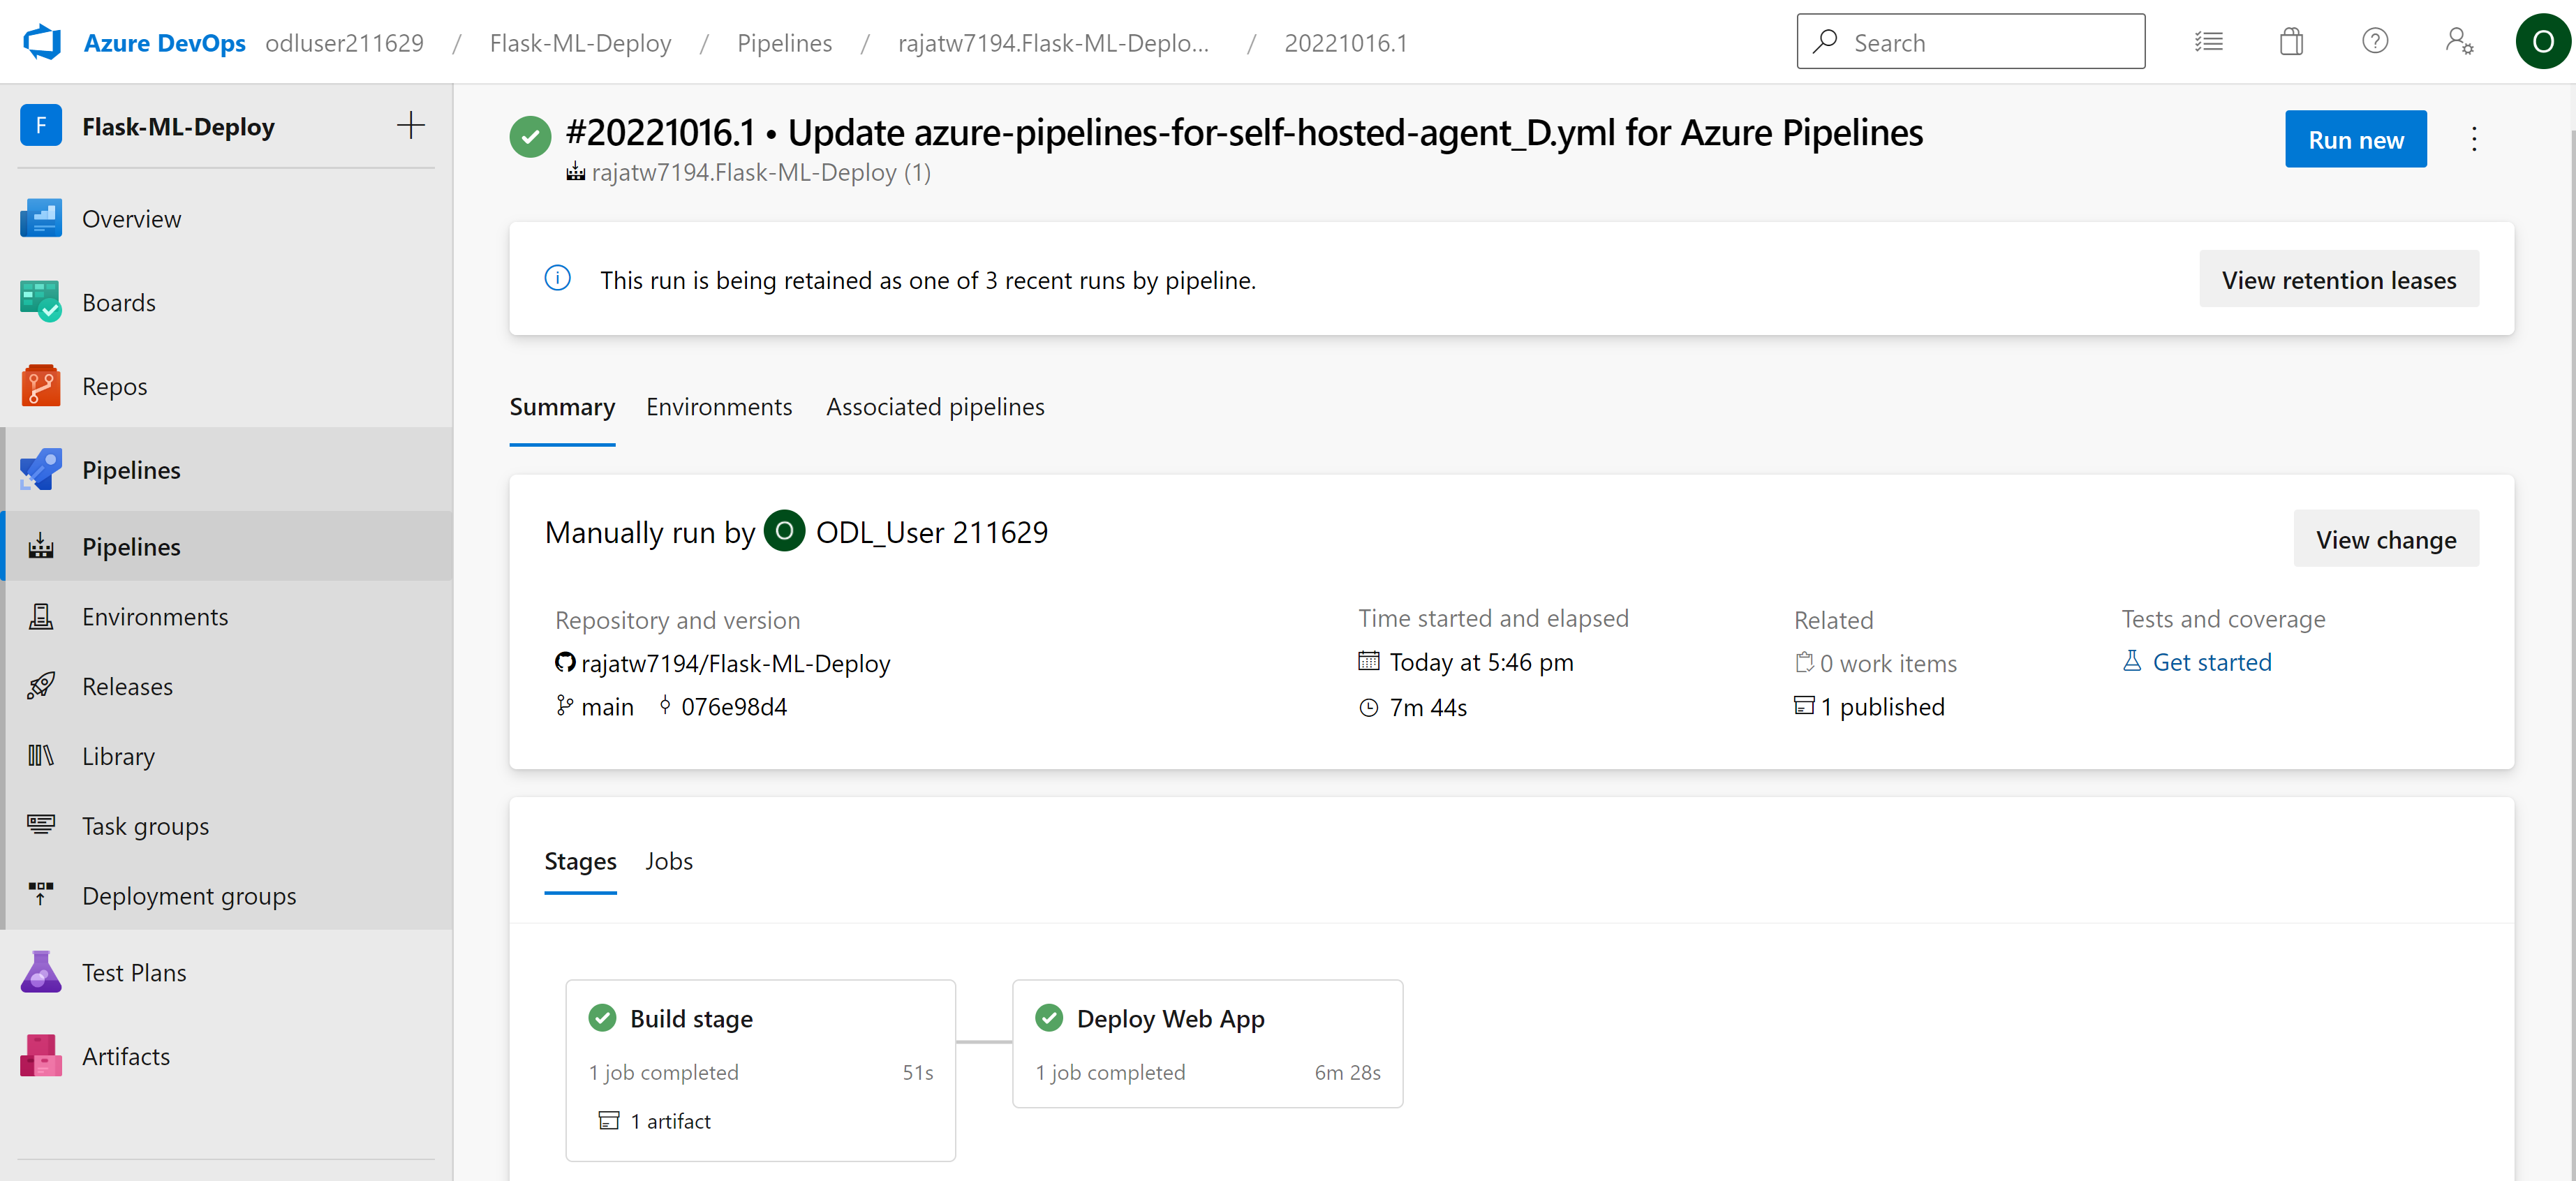 Azure DevOps odluser211629 / Flask-ML-Deploy / Pipelines / rajatw7194.Flask-ML-Deplo... / 20221016.1
Search
O
F Flask-ML-Deploy
Overview
Boards
Repos
Pipelines
Pipelines
Environments
Releases
Library
Task groups
Deployment groups
Test Plans
Artifacts
#20221016.1 • Update azure-pipelines-for-self-hosted-agent_D.yml for Azure Pipelines
rajatw7194.Flask-ML-Deploy (1)
Run new
This run is being retained as one of 3 recent runs by pipeline.
View retention leases
Summary Environments Associated pipelines
Manually run by O ODL_User 211629
View change
Repository and version
rajatw7194/Flask-ML-Deploy
main 076e98d4
Time started and elapsed
Today at 5:46 pm
7m 44s
Related
0 work items
1 published
Tests and coverage
Get started
Stages Jobs
Build stage
1 job completed 51s
1 artifact
Deploy Web App
1 job completed 6m 28s